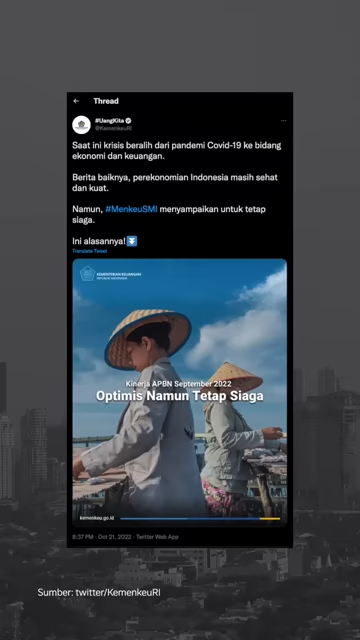 Thread
#UangKita
@KemenkeuRI
Saat ini krisis beralih dari pandemi Covid-19 ke bidang
ekonomi dan keuangan.
Berita baiknya, perekonomian Indonesia masih sehat
dan kuat.
Namun, #MenkeuSMI menyampaikan untuk tetap
siaga.
Ini alasannya!
Translate Tweet
KEMENTERIAN KEUANGAN
REPUBLIK INDONESIA
Kinerja APBN September 2022
Optimis Namun Tetap Siaga
kemenkeu.go.id
8:37 PM · Oct 21, 2022 · Twitter Web App
Sumber: twitter/KemenkeuRI